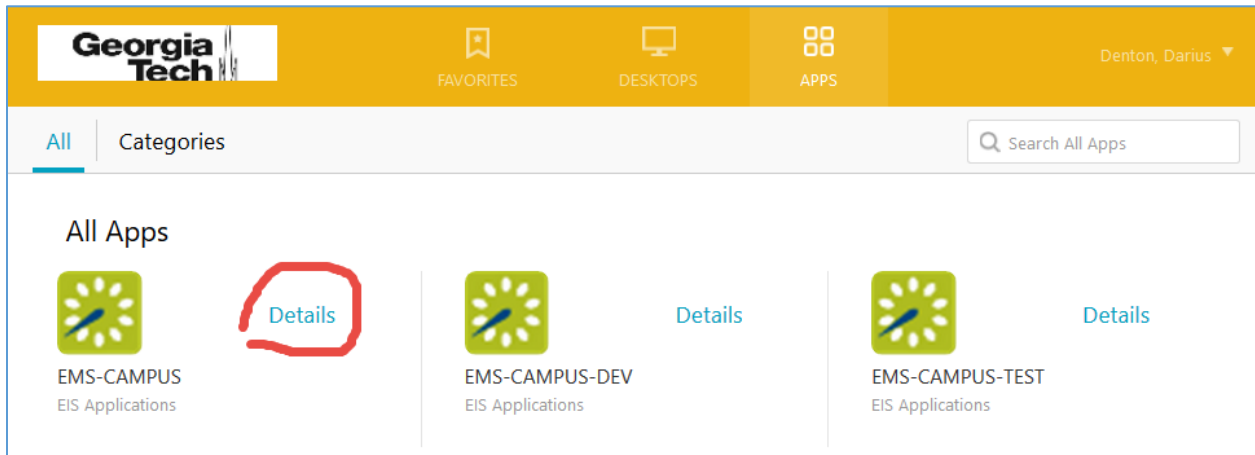 Georgia
Tech
FAVORITES
DESKTOPS
APPS
Denton, Darius
All
Categories
Search All Apps
All Apps
Details
Details
Details
EMS-CAMPUS
EMS-CAMPUS-DEV
EMS-CAMPUS-TEST
EIS Applications
EIS Applications
EIS Applications